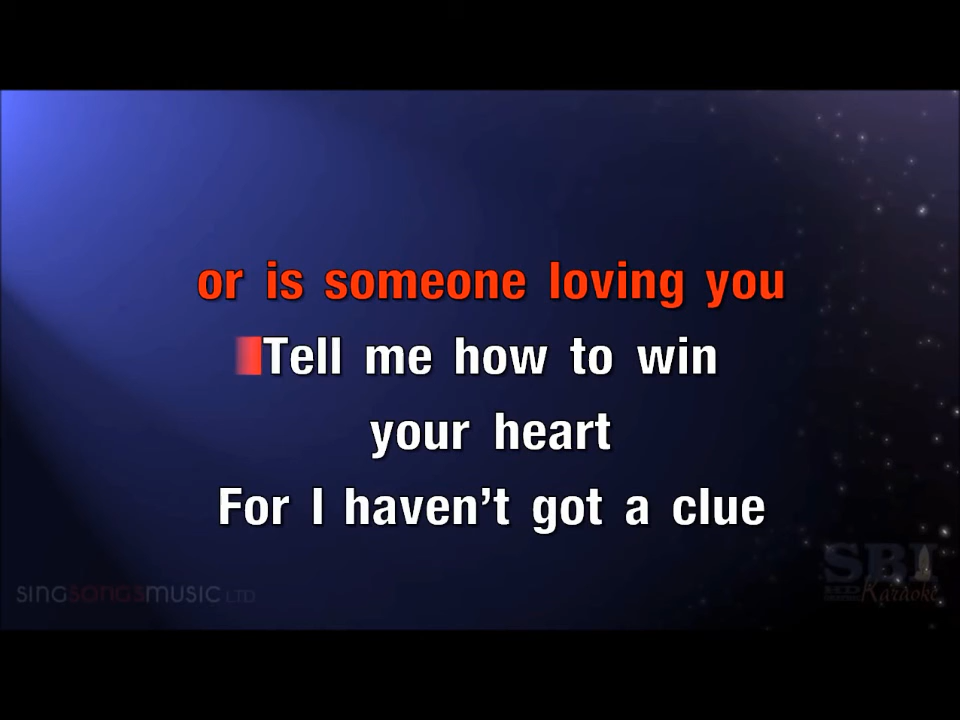 or is someone loving you
Tell me how to win
your heart
For I haven't got a clue
singsongsmusic LTD
SBI
HD Karaoke